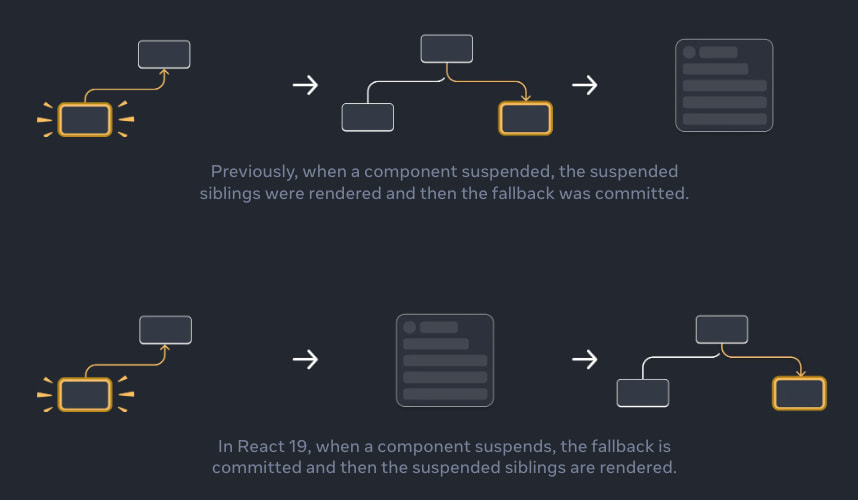 Previously, when a component suspended, the suspended
siblings were rendered and then the fallback was committed.
In React 19, when a component suspends, the fallback is
committed and then the suspended siblings are rendered.